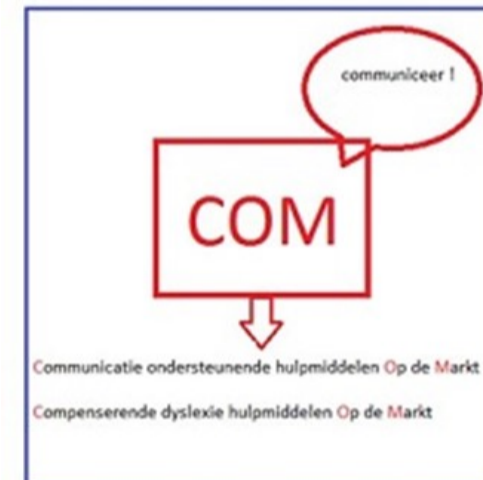 communiceer !
COM
Communicatie ondersteunende hulpmiddelen Op de Markt
Compenserende dyslexie hulpmiddelen Op de Markt